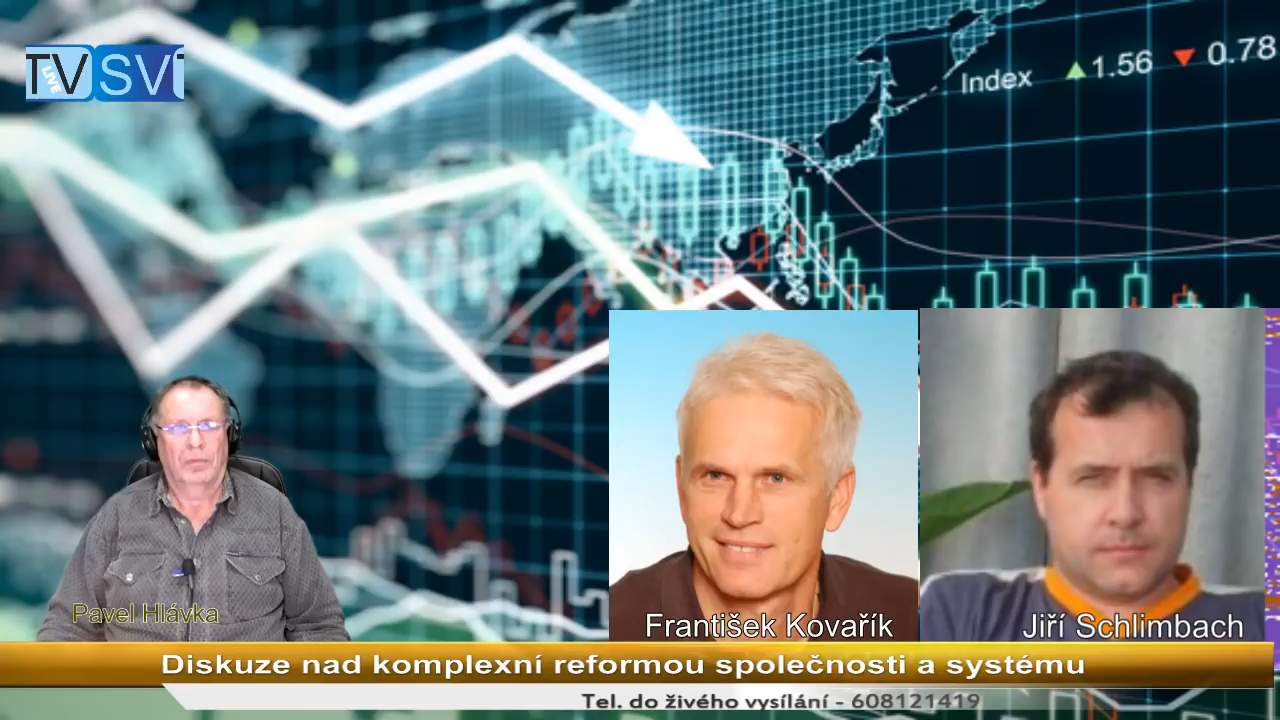 TV SVi
LIVE
Index 1.56 0.78
Pavel Hlávka
František Kovařík
Jiří Schlimbach
Diskuze nad komplexní reformou společnosti a systému
Tel. do živého vysílání - 608121419